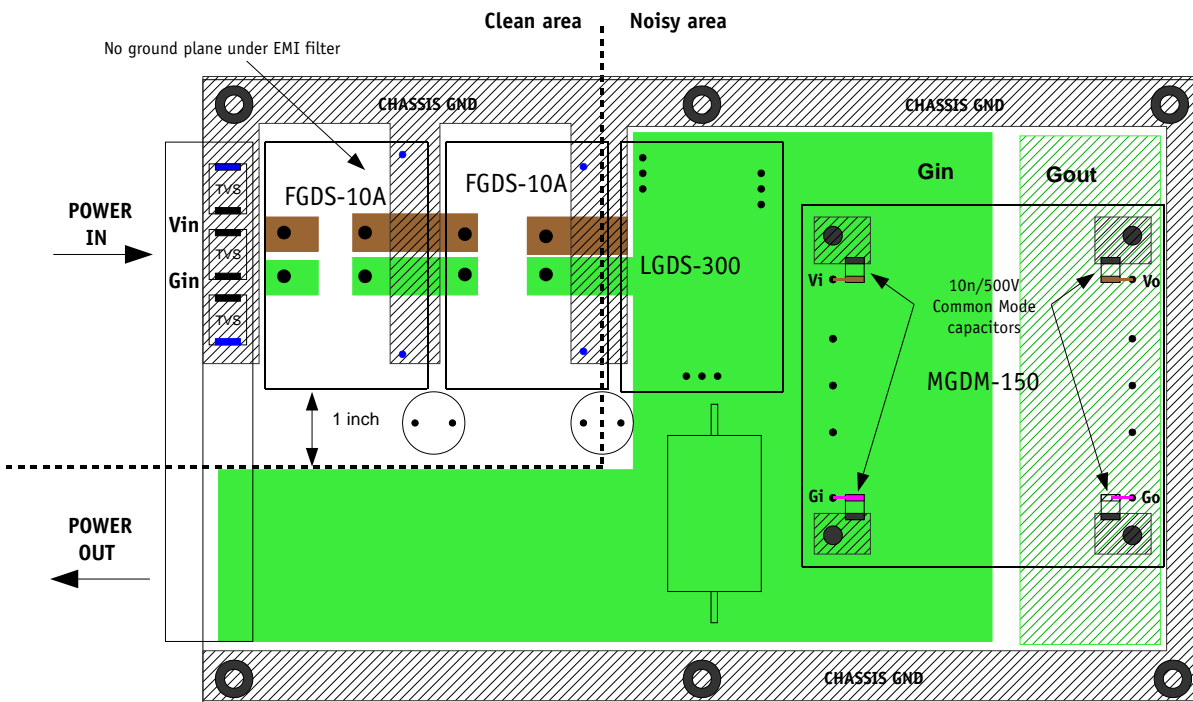 Clean area
Noisy area
No ground plane under EMI filter
CHASSIS GND
CHASSIS GND
TVS
FGDS-10A
FGDS-10A
Gin
Gout
POWER
IN
Vin
TVS
Gin
LGDS-300
Vi
10n/500V
Common Mode
capacitors
Vo
TVS
MGDM-150
1 inch
Gi
Go
POWER
OUT
CHASSIS GND